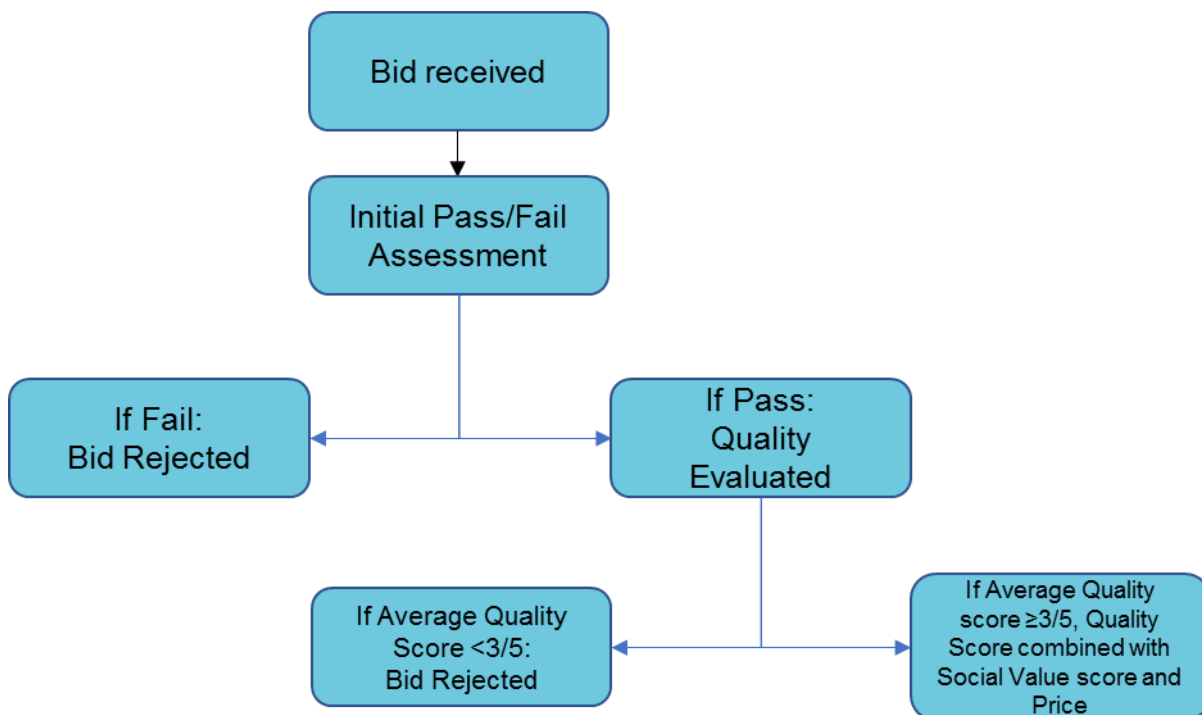 Bid received
Initial Pass/Fail
Assessment
If Fail:
Bid Rejected
If Pass:
Quality
Evaluated
If Average Quality
Score <3/5:
Bid Rejected
If Average Quality
score ≥3/5, Quality
Score combined with
Social Value score and
Price